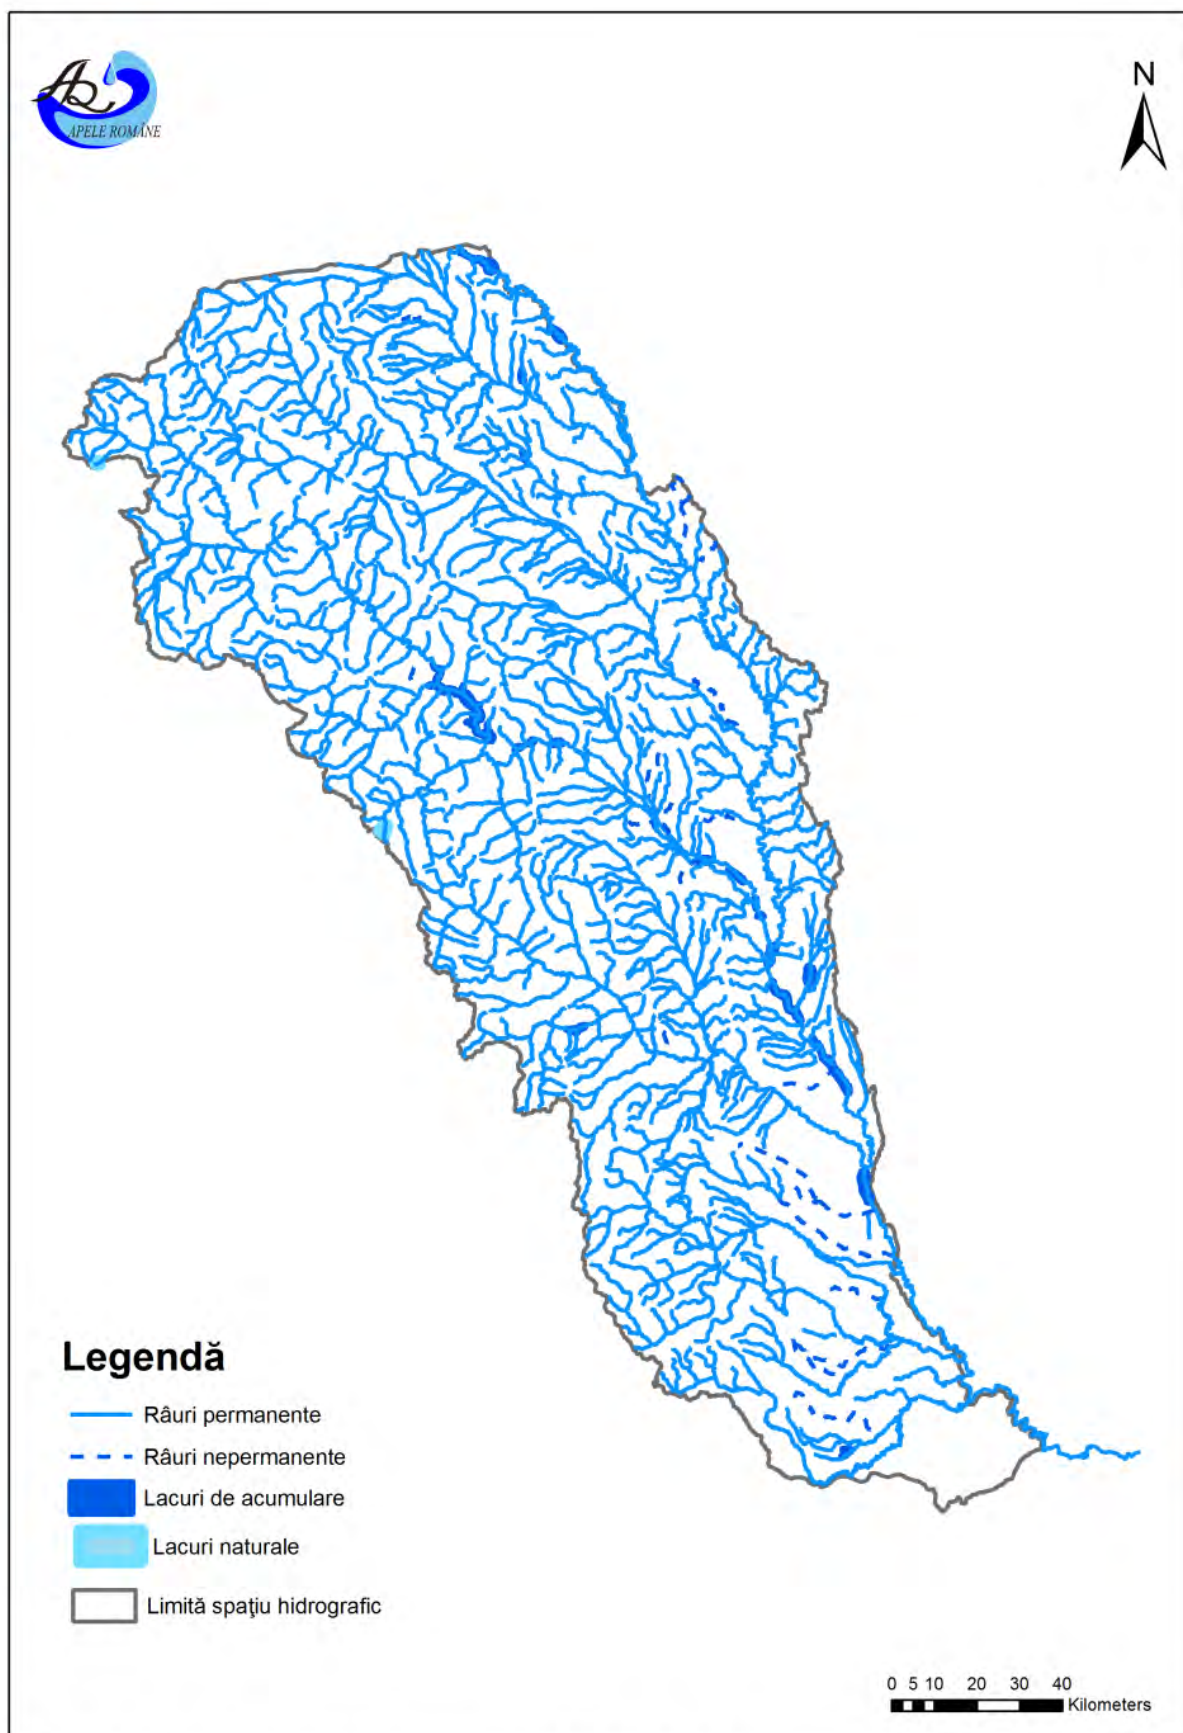 APELE ROMÂNE
N
Legendă
Râuri permanente
Râuri nepermanente
Lacuri de acumulare
Lacuri naturale
Limită spaţiu hidrografic
0 5 10 20 30 40
Kilometers